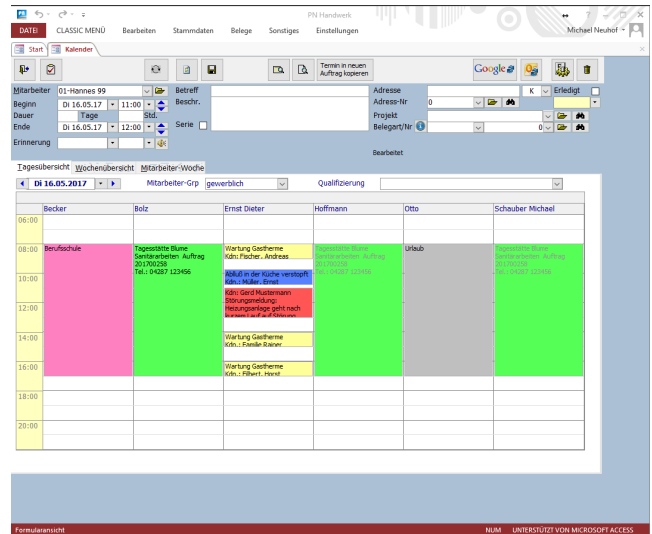 PN Handwerk
DATEI CLASSIC MENÜ Bearbeiten Stammdaten Belege Sonstiges Einstellungen Michael Neuhof
Start Kalender
Termin in neuen
Auftrag kopieren
Google
Mitarbeiter 01-Hannes 99 Betreff Adresse K Erledigt
Beginn Di 16.05.17 11:00 Beschr. Adress-Nr 0
Dauer Tage Std. Projekt
Ende Di 16.05.17 12:00 Serie Belegart/Nr 0
Erinnerung
Bearbeitet
Tagesübersicht Wochenübersicht Mitarbeiter-Woche
Di 16.05.2017 Mitarbeiter-Grp gewerblich Qualifizierung
Becker Bolz Ernst Dieter Hoffmann Otto Schauber Michael
06:00
08:00
10:00
12:00
14:00
16:00
18:00
20:00
Berufsschule
Tagesstätte Blume
Sanitärarbeiten Auftrag
201700258
Tel.: 04287 123456
Wartung Gastherme
Kdn: Fischer, Andreas
Abfluß in der Küche verstopft
Kdn.: Müller, Ernst
Kdn: Gerd Mustermann
Störungsmeldung:
Heizungsanlage geht nach
kurzem Lauf auf Störung
Wartung Gastherme
Kdn.: Familie Rainer
Wartung Gastherme
Kdn.: Filbert, Horst
Tagesstätte Blume
Sanitärarbeiten Auftrag
201700258
Tel.: 04287 123456
Urlaub
Tagesstätte Blume
Sanitärarbeiten Auftrag
201700258
Tel.: 04287 123456
Formularansicht NUM UNTERSTÜTZT VON MICROSOFT ACCESS